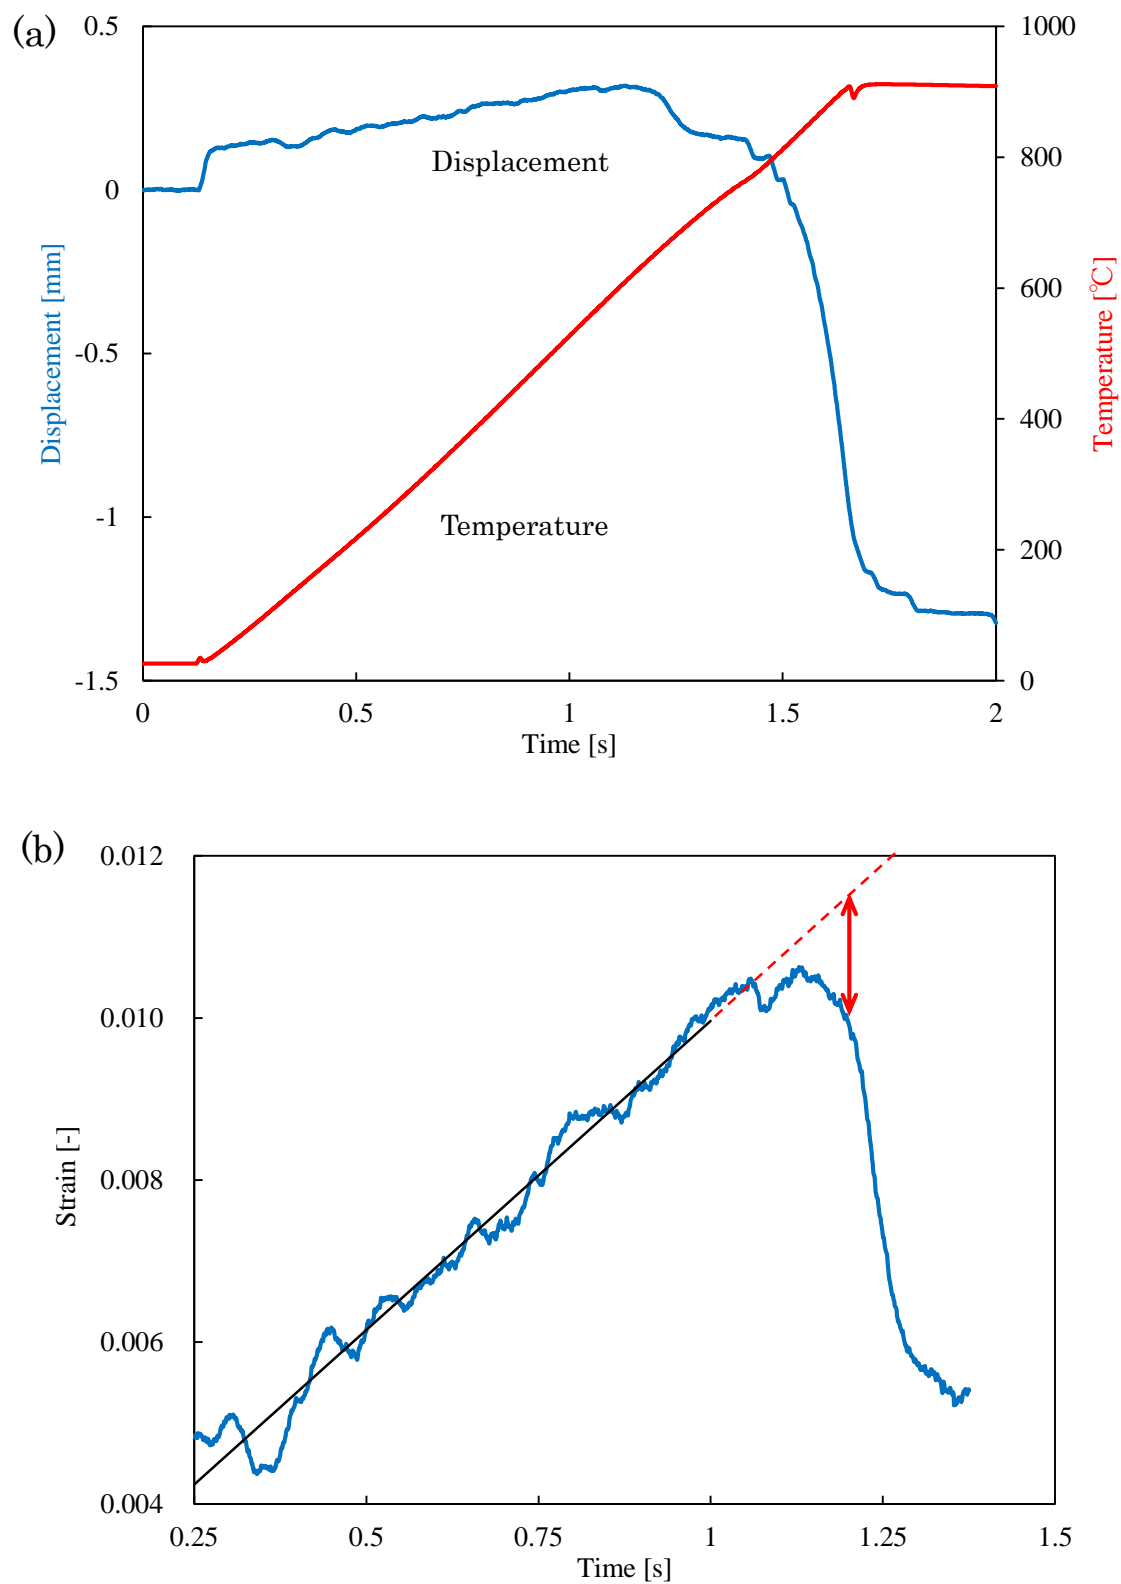 (a)
0.5
0
-0.5
-1
-1.5
Displacement [mm]
1000
800
600
400
200
0
Temperature [℃]
Displacement
Temperature
0 0.5 1 1.5 2
Time [s]
(b)
0.012
0.010
0.008
0.006
0.004
Strain [-]
0.25 0.5 0.75 1 1.25 1.5
Time [s]